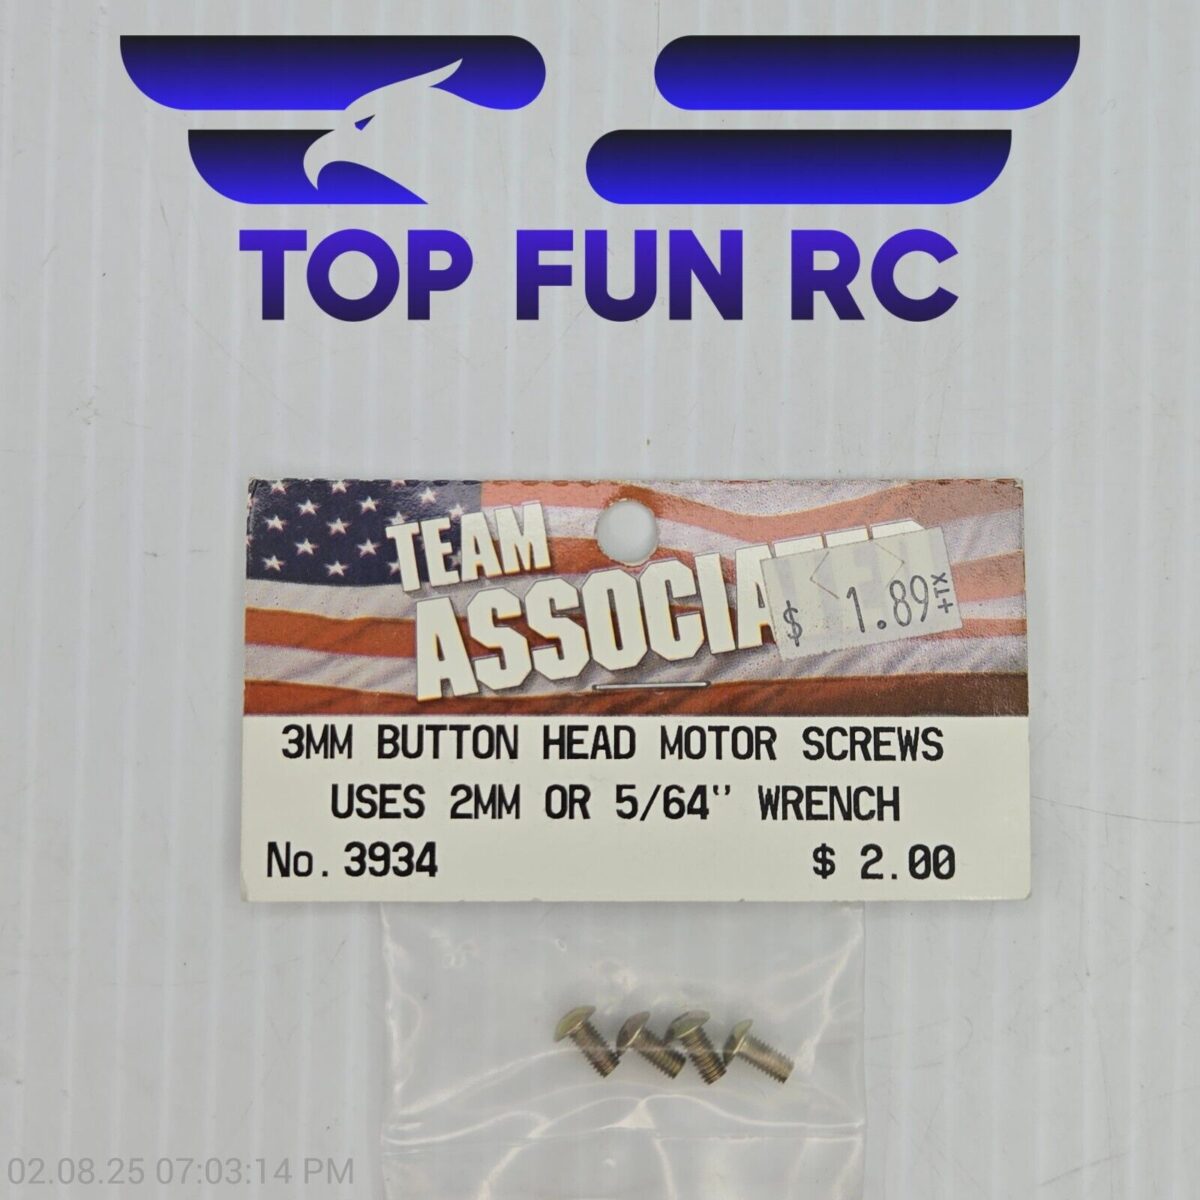 TOP FUN RC
TEAM
ASSOCIATED
$ 1.89+TX
3MM BUTTON HEAD MOTOR SCREWS
USES 2MM OR 5/64" WRENCH
No. 3934 $ 2.00
02.08.25 07:03:14 PM